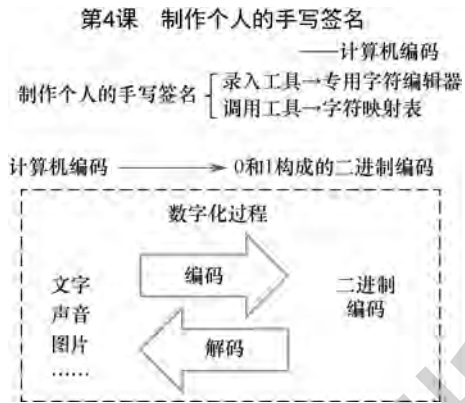 第4课 制作个人的手写签名
——计算机编码
制作个人的手写签名
录入工具→专用字符编辑器
调用工具→字符映射表
计算机编码 → 0和1构成的二进制编码
数字化过程
编码
文字
声音
图片
……
二进制
编码
解码